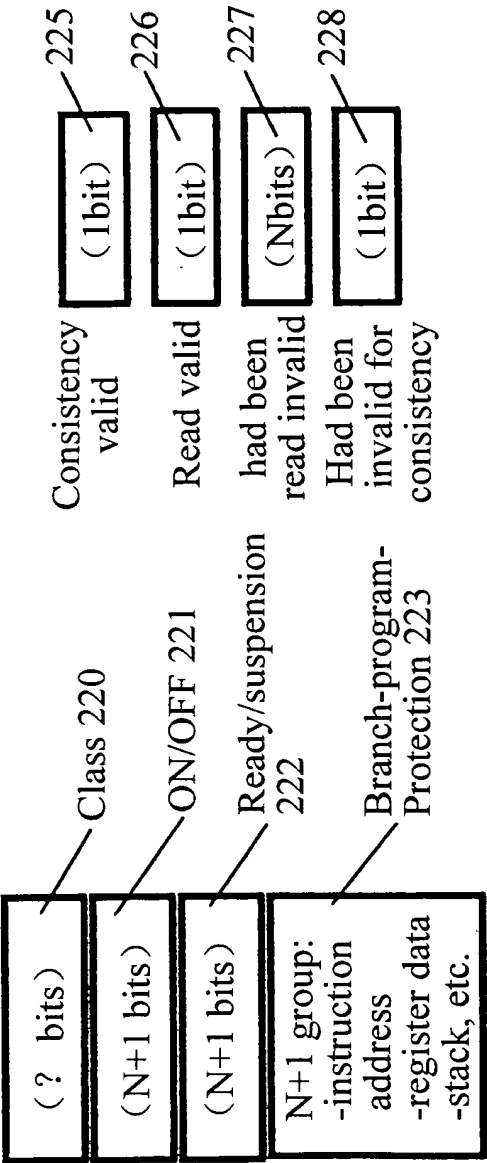 (? bits)
Class 220
(N+1 bits)
ON/OFF 221
(N+1 bits)
Ready/suspension
222
N+1 group:
-instruction
address
-register data
-stack, etc.
Branch-program-
Protection 223
Consistency
valid
(1bit)
225
Read valid
(1bit)
226
had been
read invalid
(Nbits)
227
Had been
invalid for
consistency
(1bit)
228